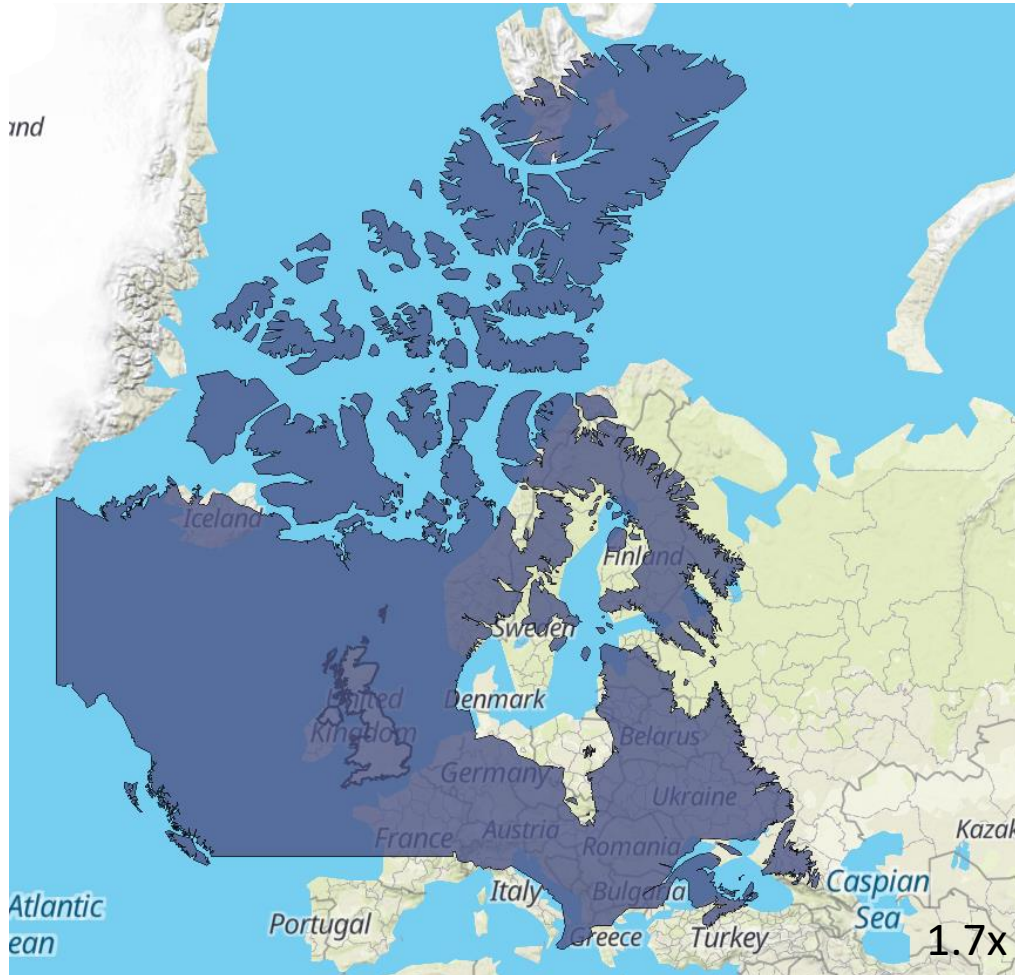 and
Iceland
Finland
Sweden
Denmark
United
Kingdom
Belarus
Germany
Ukraine
France
Austria
Romania
Kazak
Italy
Bulgaria
Caspian
Sea
Atlantic
ean
Portugal
Greece
Turkey
1.7x